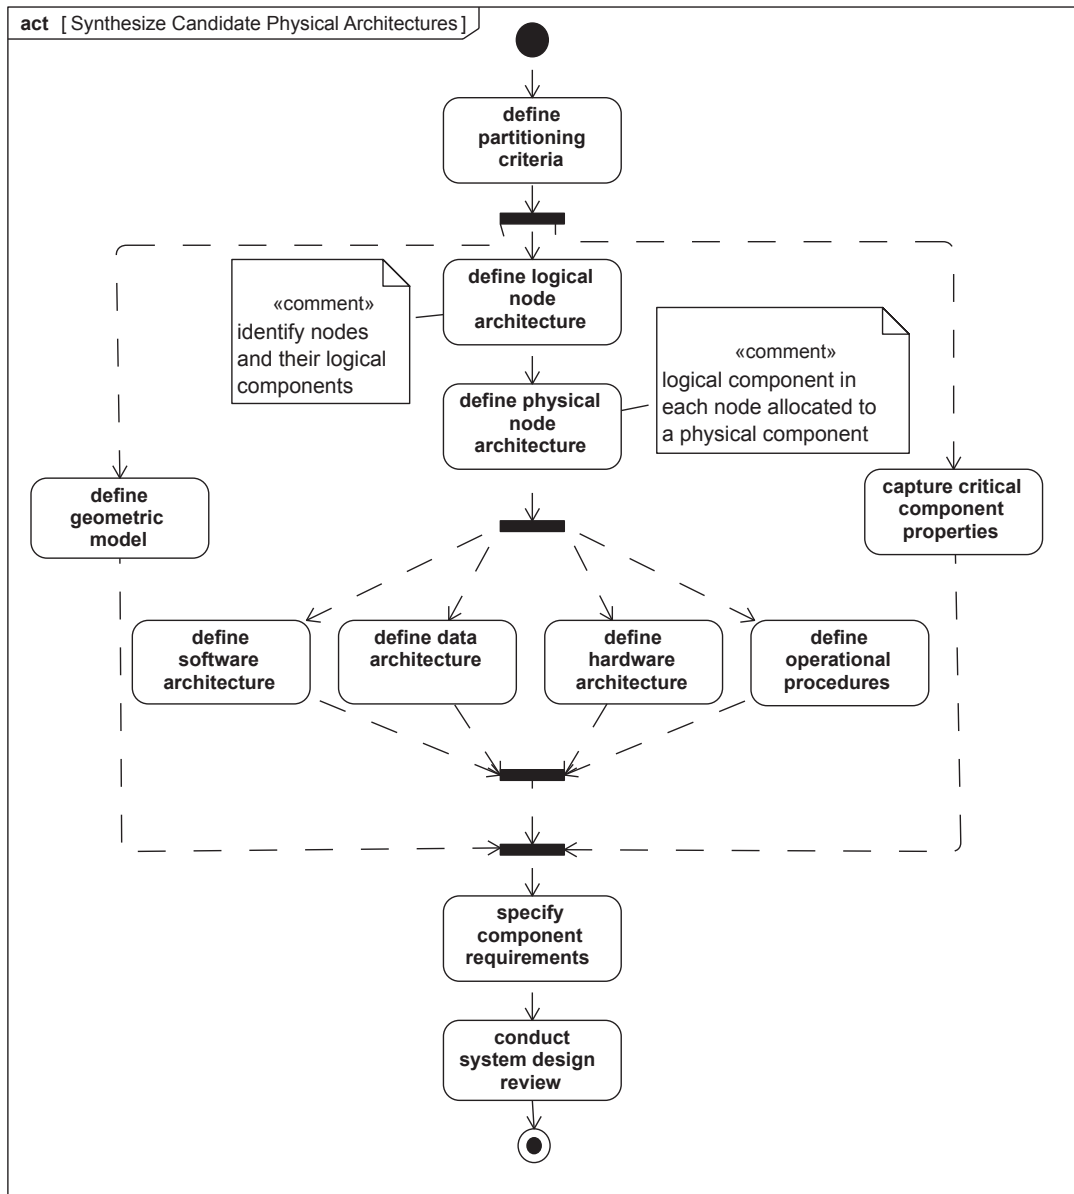 act [ Synthesize Candidate Physical Architectures ]
define
partitioning
criteria
«comment»
identify nodes
and their logical
components
define logical
node
architecture
«comment»
logical component in
each node allocated to
a physical component
define physical
node
architecture
define
geometric
model
capture critical
component
properties
define
software
architecture
define data
architecture
define
hardware
architecture
define
operational
procedures
specify
component
requirements
conduct
system design
review